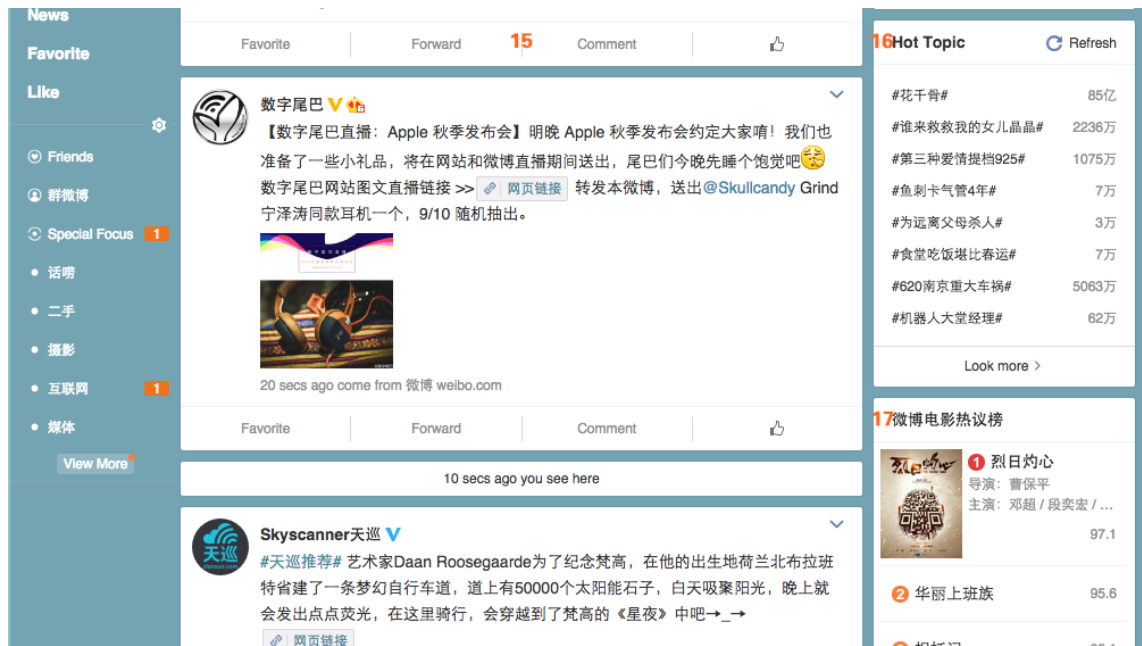 News
Favorite
Like
Friends
群微博
Special Focus 1
话唠
二手
摄影
互联网 1
媒体
View More
Favorite Forward 15 Comment
数字尾巴
【数字尾巴直播：Apple 秋季发布会】明晚 Apple 秋季发布会约定大家唷！我们也
准备了一些小礼品，将在网站和微博直播期间送出，尾巴们今晚先睡个饱觉吧
数字尾巴网站图文直播链接 >> 网页链接 转发本微博，送出@Skullcandy Grind
宁泽涛同款耳机一个，9/10 随机抽出。
20 secs ago come from 微博 weibo.com
Favorite Forward Comment
10 secs ago you see here
Skyscanner天巡
天巡
#天巡推荐# 艺术家Daan Roosegaarde为了纪念梵高，在他的出生地荷兰北布拉班
特省建了一条梦幻自行车道，道上有50000个太阳能石子，白天吸聚阳光，晚上就
会发出点点荧光，在这里骑行，会穿越到了梵高的《星夜》中吧→_→
网页链接
16 Hot Topic Refresh
#花千骨# 85亿
#谁来救救我的女儿晶晶# 2236万
#第三种爱情提档925# 1075万
#鱼刺卡气管4年# 7万
#为远离父母杀人# 3万
#食堂吃饭堪比春运# 7万
#620南京重大车祸# 5063万
#机器人大堂经理# 62万
Look more >
17 微博电影热议榜
烈日灼心
1 烈日灼心
导演：曹保平
主演：邓超 / 段奕宏 / ...
97.1
2 华丽上班族 95.6